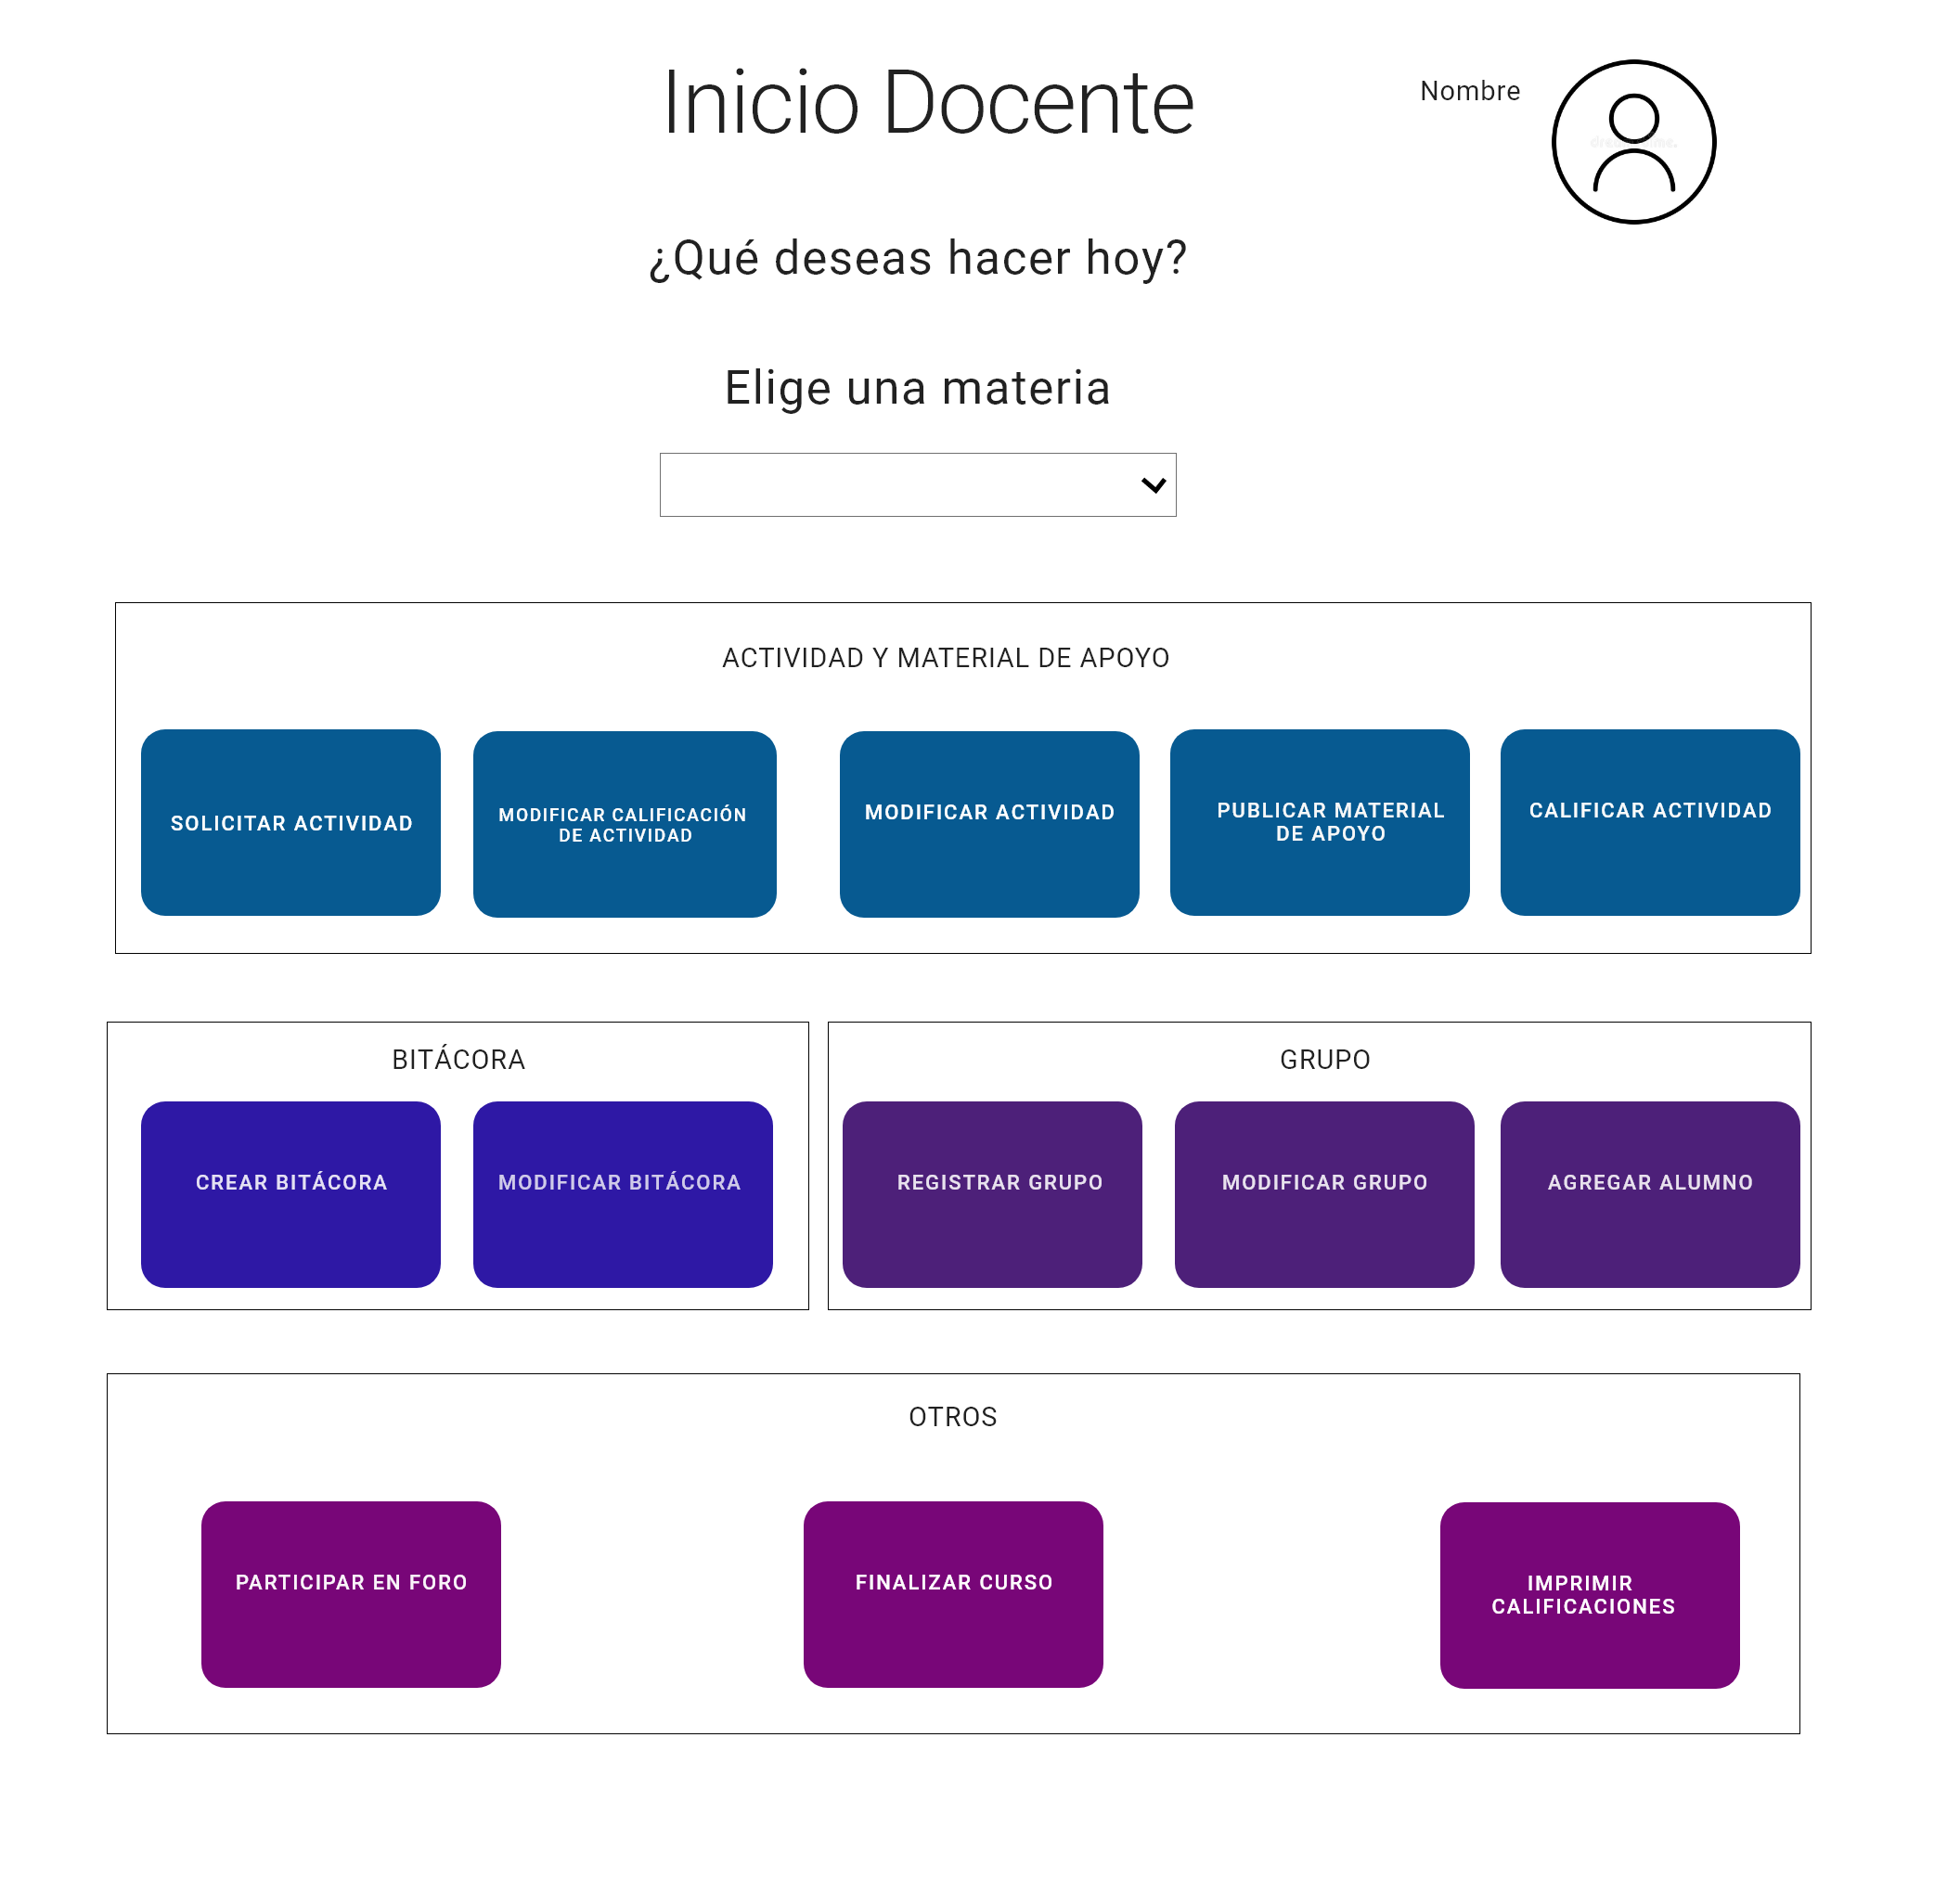 Inicio Docente
Nombre
¿Qué deseas hacer hoy?
Elige una materia
ACTIVIDAD Y MATERIAL DE APOYO
SOLICITAR ACTIVIDAD
MODIFICAR CALIFICACIÓN
DE ACTIVIDAD
MODIFICAR ACTIVIDAD
PUBLICAR MATERIAL
DE APOYO
CALIFICAR ACTIVIDAD
BITÁCORA
CREAR BITÁCORA
MODIFICAR BITÁCORA
GRUPO
REGISTRAR GRUPO
MODIFICAR GRUPO
AGREGAR ALUMNO
OTROS
PARTICIPAR EN FORO
FINALIZAR CURSO
IMPRIMIR
CALIFICACIONES